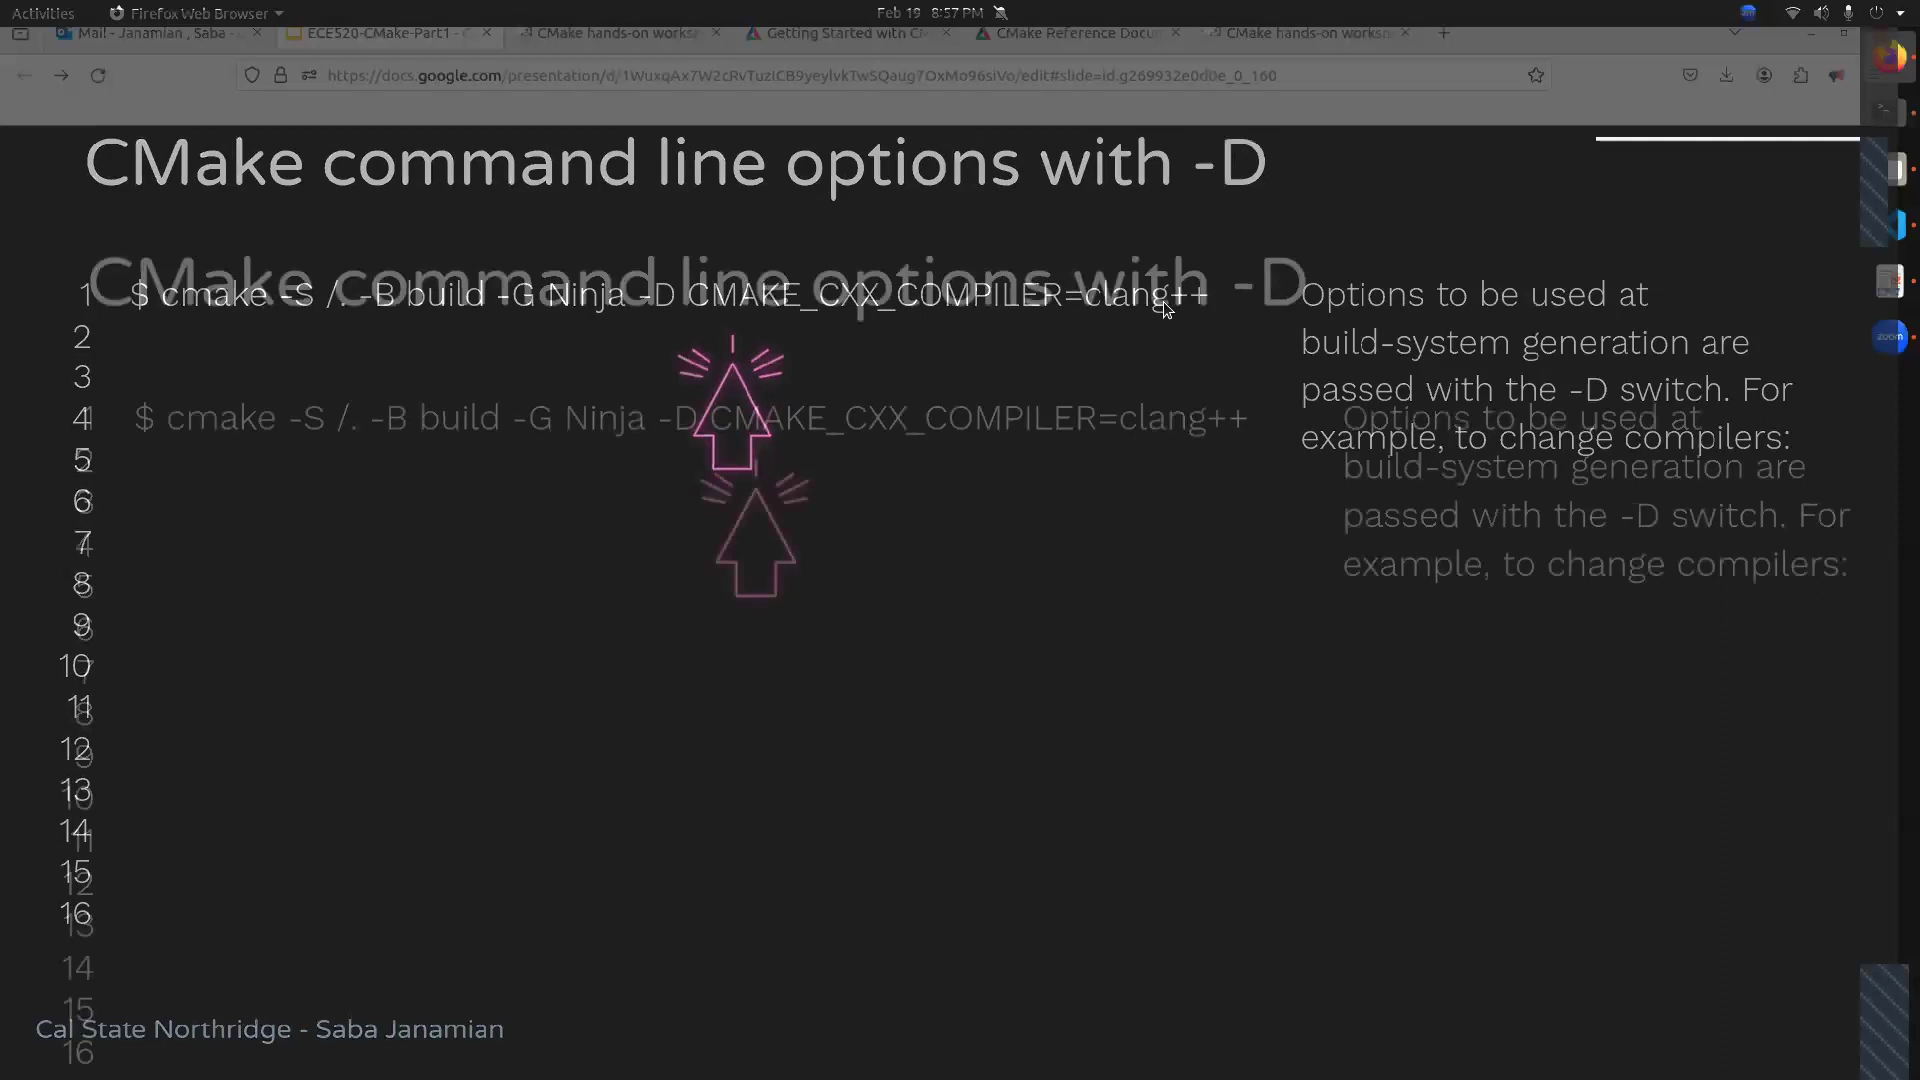 Activities
Firefox Web Browser
Feb 19 8:57 PM
Mail - Janamian , Saba -
ECE520-CMake-Part1 -
CMake hands-on works
Getting Started with C
CMake Reference Docu
CMake hands-on works
https://docs.google.com/presentation/d/1WuxqAx7W2cRvTuzICB9yeylvkTwSQaug7OxMo96siVo/edit#slide=id.g269932e0d0e_0_160
CMake command line options with -D
CMake command line options with -D
1 $ cmake -S /. -B build -G Ninja -D CMAKE_CXX_COMPILER=clang++
Options to be used at
build-system generation are
passed with the -D switch. For
example, to change compilers:
2
3
4
5
6
7
8
9
10
11
12
13
14
15
16
$ cmake -S /. -B build -G Ninja -D CMAKE_CXX_COMPILER=clang++
Options to be used at
build-system generation are
passed with the -D switch. For
example, to change compilers:
14
15
16
Cal State Northridge - Saba Janamian
zoom